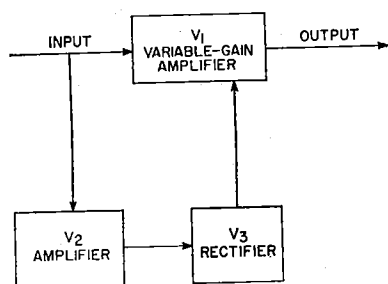 INPUT
V1
VARIABLE-GAIN
AMPLIFIER
OUTPUT
V2
AMPLIFIER
V3
RECTIFIER